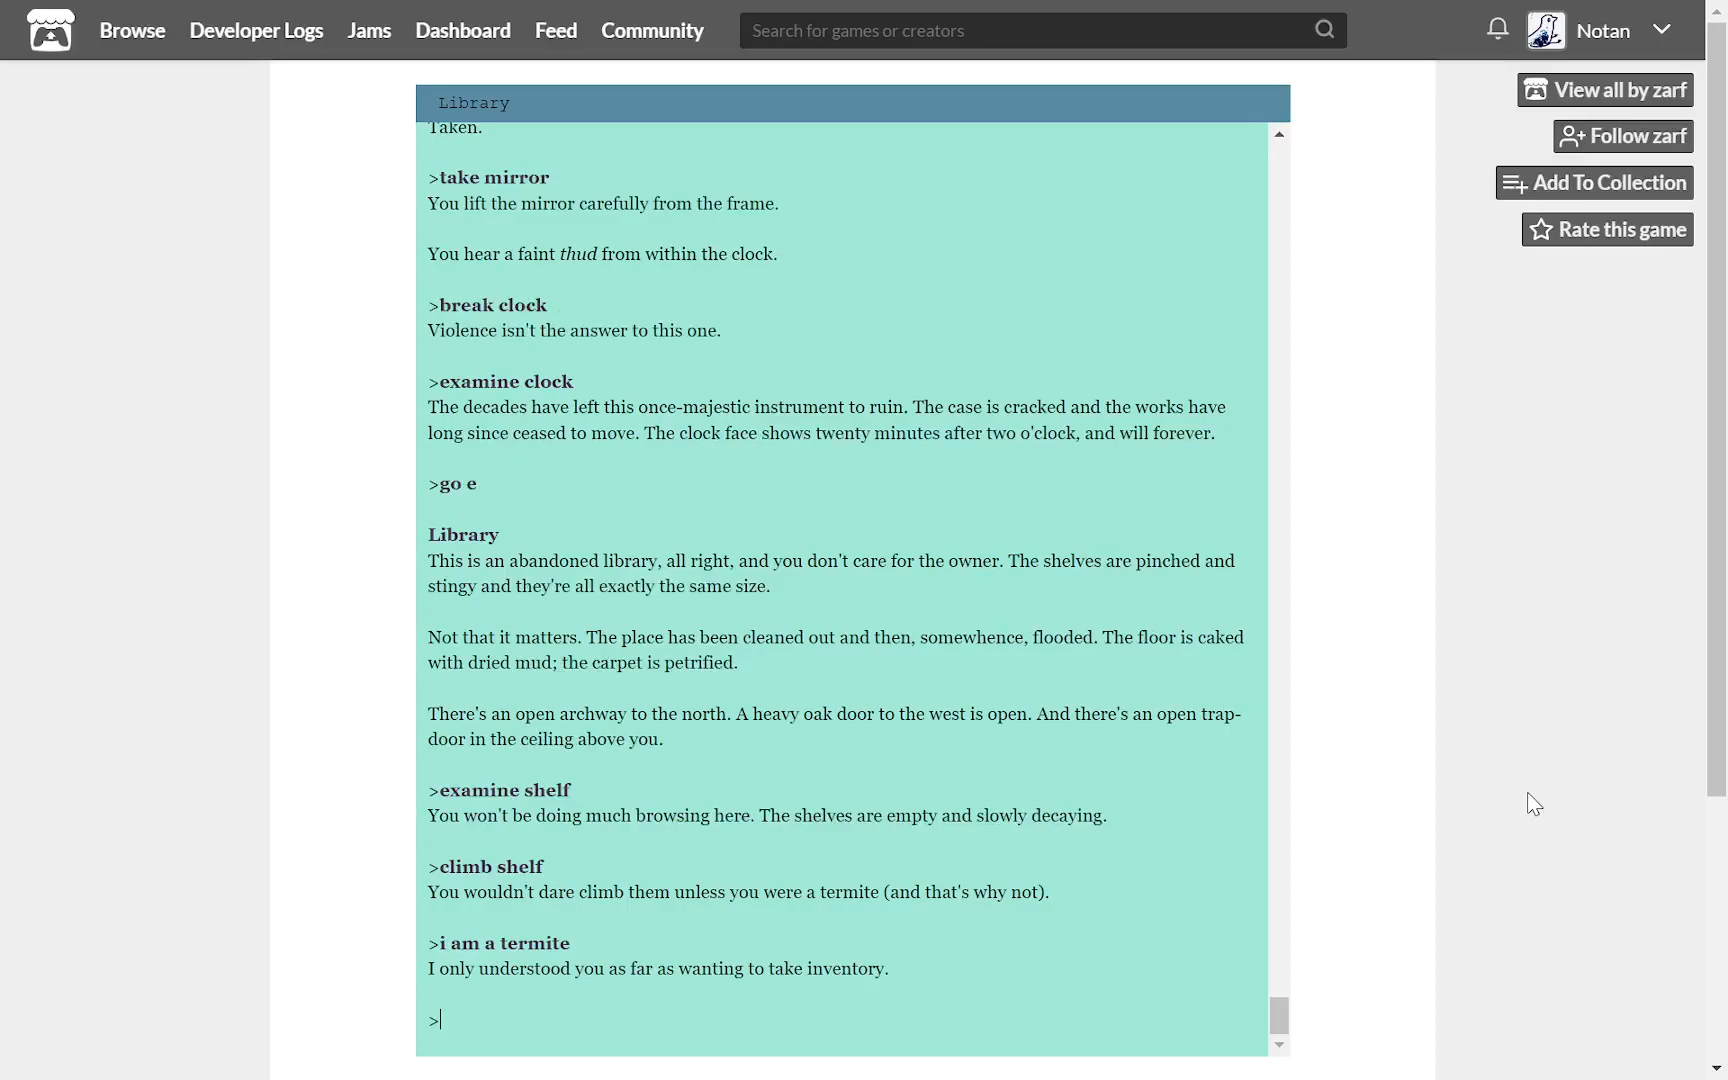 Browse Developer Logs Jams Dashboard Feed Community Search for games or creators Notan
View all by zarf
Follow zarf
Add To Collection
Rate this game
Library
Taken.
>take mirror
You lift the mirror carefully from the frame.
You hear a faint thud from within the clock.
>break clock
Violence isn't the answer to this one.
>examine clock
The decades have left this once-majestic instrument to ruin. The case is cracked and the works have
long since ceased to move. The clock face shows twenty minutes after two o'clock, and will forever.
>go e
Library
This is an abandoned library, all right, and you don't care for the owner. The shelves are pinched and
stingy and they're all exactly the same size.
Not that it matters. The place has been cleaned out and then, somewhence, flooded. The floor is caked
with dried mud; the carpet is petrified.
There's an open archway to the north. A heavy oak door to the west is open. And there's an open trap-
door in the ceiling above you.
>examine shelf
You won't be doing much browsing here. The shelves are empty and slowly decaying.
>climb shelf
You wouldn't dare climb them unless you were a termite (and that's why not).
>i am a termite
I only understood you as far as wanting to take inventory.
>